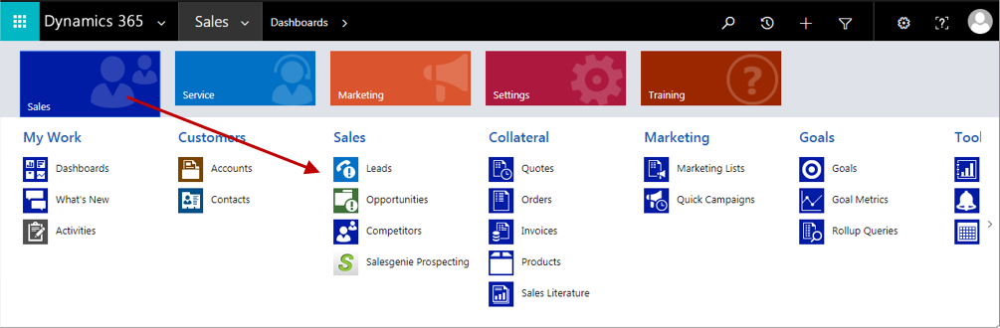 Dynamics 365 Sales Dashboards
Sales Service Marketing Settings Training
My Work
Dashboards
What's New
Activities
Customers
Accounts
Contacts
Sales
Leads
Opportunities
Competitors
Salesgenie Prospecting
Collateral
Quotes
Orders
Invoices
Products
Sales Literature
Marketing
Marketing Lists
Quick Campaigns
Goals
Goals
Goal Metrics
Rollup Queries
Tool